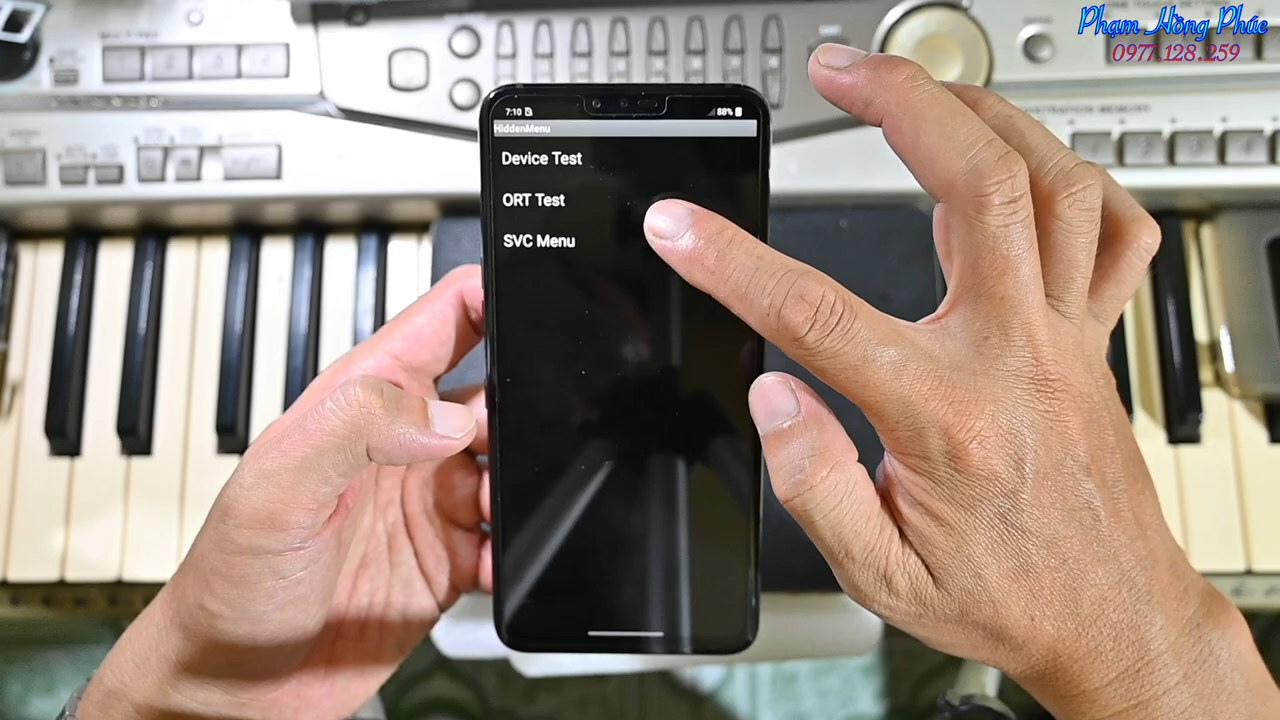 Phạm Hồng Phúc
0977.128.259
7:10
88%
HiddenMenu
Device Test
ORT Test
SVC Menu